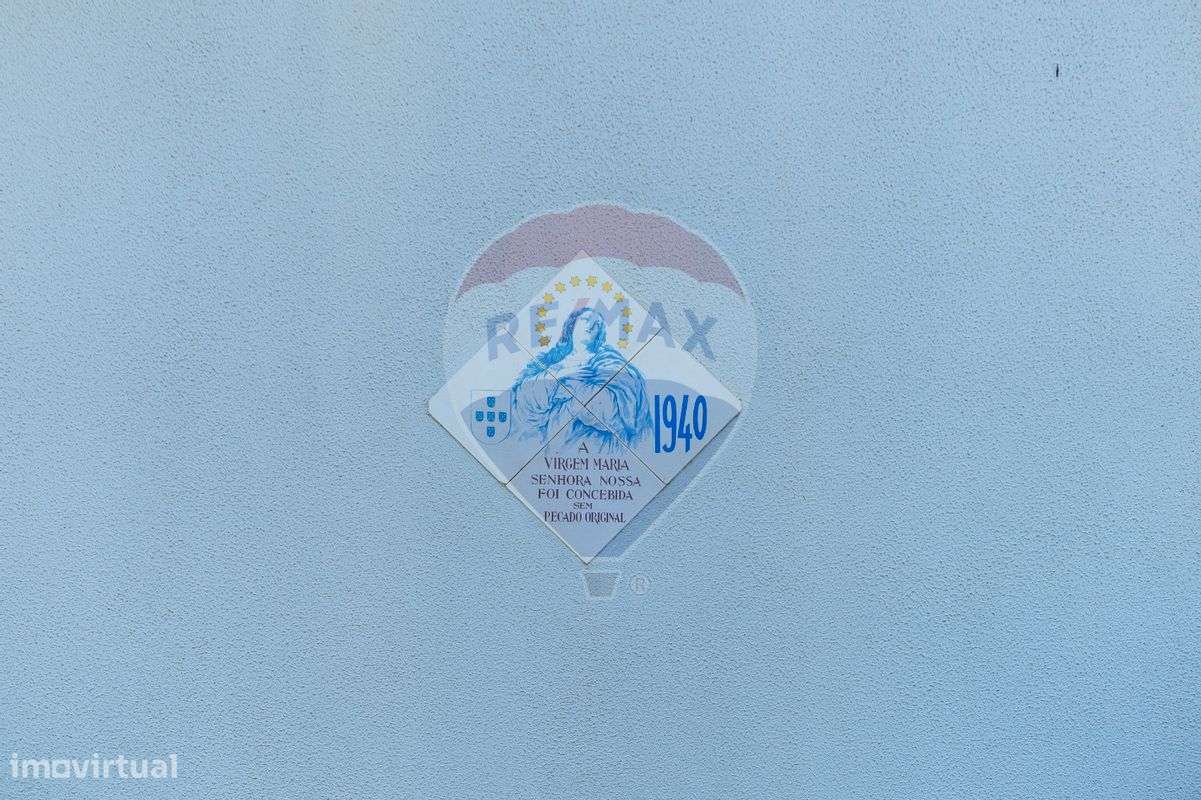 RE/MAX
1940
A
VIRGEM MARIA
SENHORA NOSSA
FOI CONCEBIDA
SEM
PECADO ORIGINAL
®
imovirtual